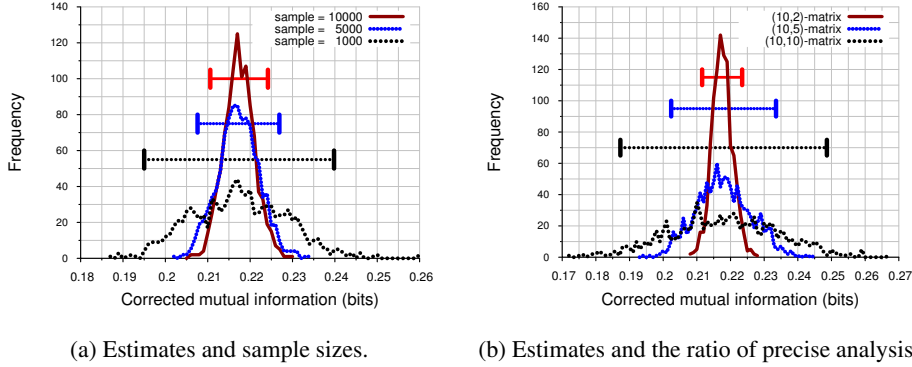 140
120
100
80
60
40
20
0
Frequency
sample = 10000
sample = 5000
sample = 1000
0.18 0.19 0.2 0.21 0.22 0.23 0.24 0.25 0.26
Corrected mutual information (bits)
(a) Estimates and sample sizes.
160
140
120
100
80
60
40
20
0
Frequency
(10,2)-matrix
(10,5)-matrix
(10,10)-matrix
0.17 0.18 0.19 0.2 0.21 0.22 0.23 0.24 0.25 0.26 0.27
Corrected mutual information (bits)
(b) Estimates and the ratio of precise analysis